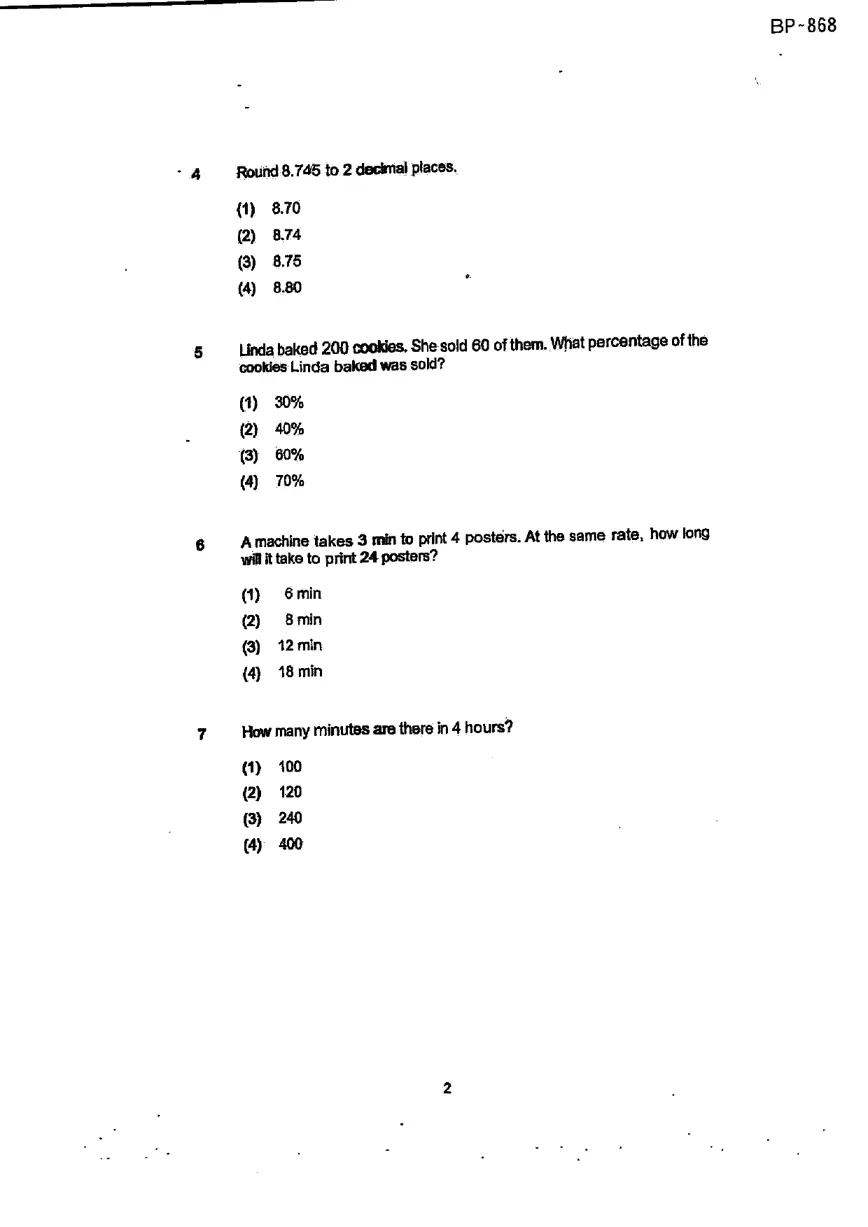 BP-868
4 Round 8.745 to 2 decimal places.
(1) 8.70
(2) 8.74
(3) 8.75
(4) 8.80
5 Linda baked 200 cookies. She sold 60 of them. What percentage of the
cookies Linda baked was sold?
(1) 30%
(2) 40%
(3) 60%
(4) 70%
6 A machine takes 3 min to print 4 posters. At the same rate, how long
will it take to print 24 posters?
(1) 6 min
(2) 8 min
(3) 12 min
(4) 18 min
7 How many minutes are there in 4 hours?
(1) 100
(2) 120
(3) 240
(4) 400
2